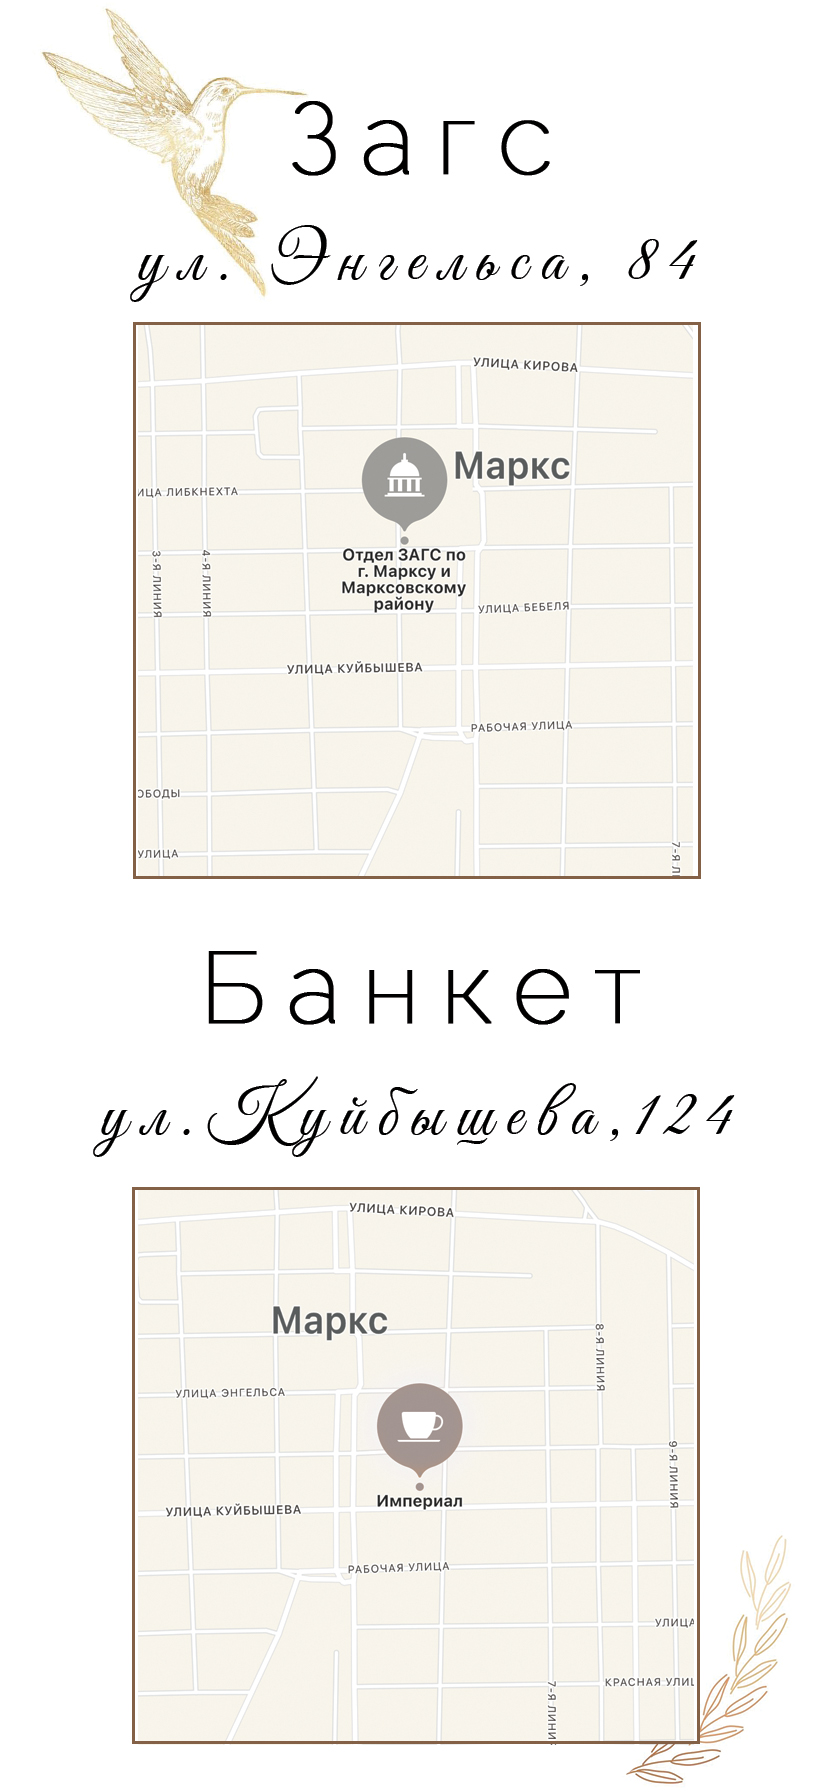 Загс
ул. Энгельса, 84
УЛИЦА КИРОВА
Маркс
ИЦА ЛИБКНЕХТА
Отдел ЗАГС по
г. Марксу и
Марксовскому
району
3-Я ЛИНИЯ
4-Я ЛИНИЯ
УЛИЦА БЕБЕЛЯ
УЛИЦА КУЙБЫШЕВА
РАБОЧАЯ УЛИЦА
ОБОДЫ
УЛИЦА
7-Я Л
Банкет
ул.Куйбышева,124
УЛИЦА КИРОВА
Маркс
8-Я ЛИНИЯ
УЛИЦА ЭНГЕЛЬСА
9-Я ЛИНИЯ
Империал
УЛИЦА КУЙБЫШЕВА
РАБОЧАЯ УЛИЦА
УЛИЦА
КРАСНАЯ УЛИЦ
7-Я ЛИНИ